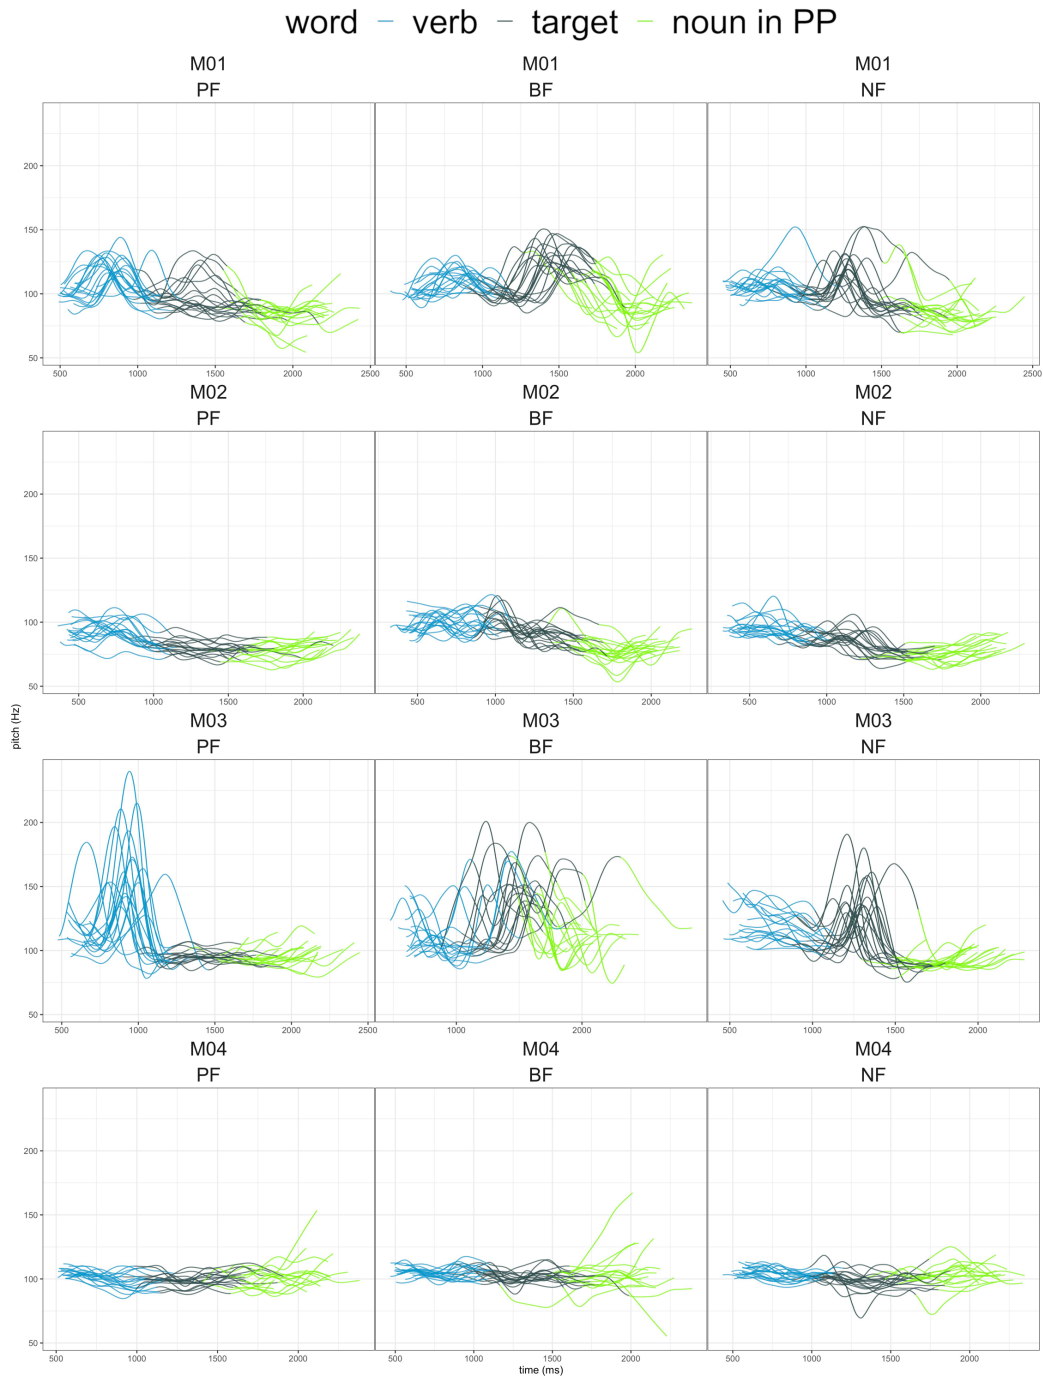 word verb target noun in PP
M01 M01 M01
PF BF NF
200
150
100
50
500 1000 1500 2000 2500 500 1000 1500 2000 500 1000 1500 2000 2500
M02 M02 M02
PF BF NF
200
150
100
50
500 1000 1500 2000 500 1000 1500 2000 500 1000 1500 2000
pitch (Hz)
M03 M03 M03
PF BF NF
200
150
100
50
500 1000 1500 2000 2500 1000 2000 500 1000 1500 2000
M04 M04 M04
PF BF NF
200
150
100
50
500 1000 1500 2000 500 1000 1500 2000 500 1000 1500 2000
time (ms)